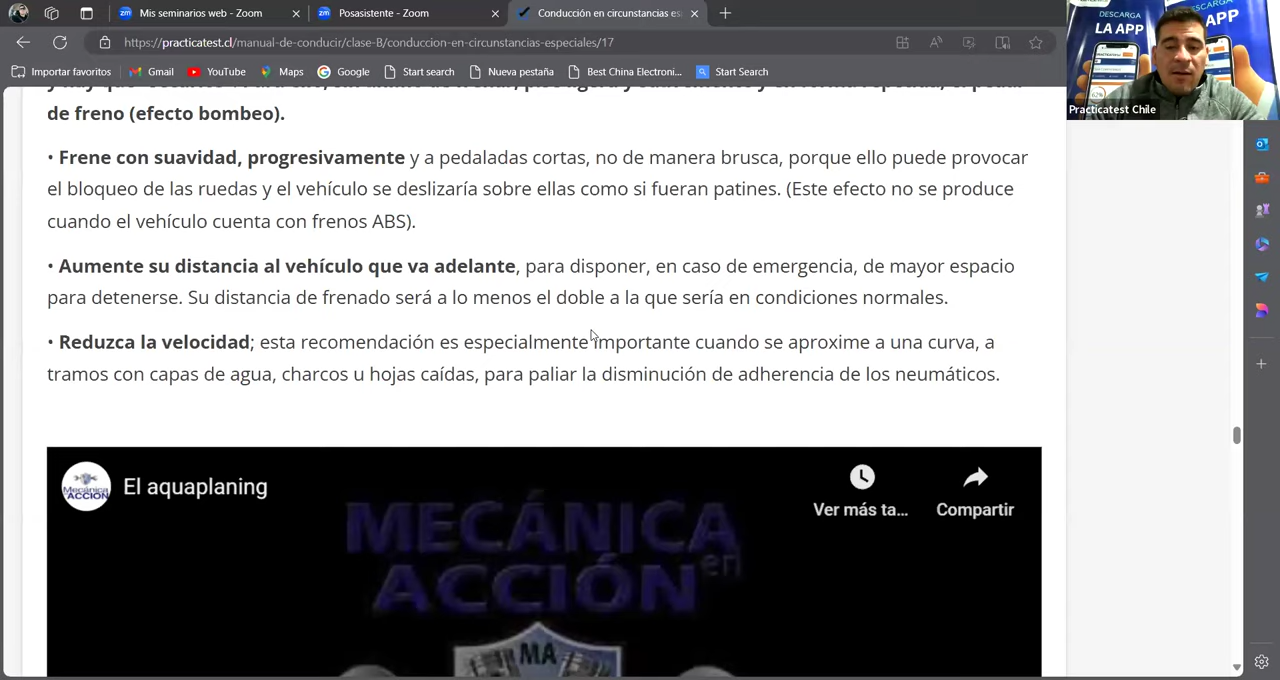 Mis seminarios web - Zoom
Posasistente - Zoom
Conducción en circunstancias es
https://practicatest.cl/manual-de-conducir/clase-B/conduccion-en-circunstancias-especiales/17
Importar favoritos
Gmail
YouTube
Maps
Google
Start search
Nueva pestaña
Best China Electroni...
Start Search
DESCARGA
LA APP
DESCARGA
APP
62%
Practicatest Chile
de freno (efecto bombeo).
• Frene con suavidad, progresivamente y a pedaladas cortas, no de manera brusca, porque ello puede provocar
el bloqueo de las ruedas y el vehículo se deslizaría sobre ellas como si fueran patines. (Este efecto no se produce
cuando el vehículo cuenta con frenos ABS).
• Aumente su distancia al vehículo que va adelante, para disponer, en caso de emergencia, de mayor espacio
para detenerse. Su distancia de frenado será a lo menos el doble a la que sería en condiciones normales.
• Reduzca la velocidad; esta recomendación es especialmente importante cuando se aproxime a una curva, a
tramos con capas de agua, charcos u hojas caídas, para paliar la disminución de adherencia de los neumáticos.
Mecánica
ACCIÓN
El aquaplaning
Ver más ta...
Compartir
MECÁNICA
en
ACCIÓN
MA